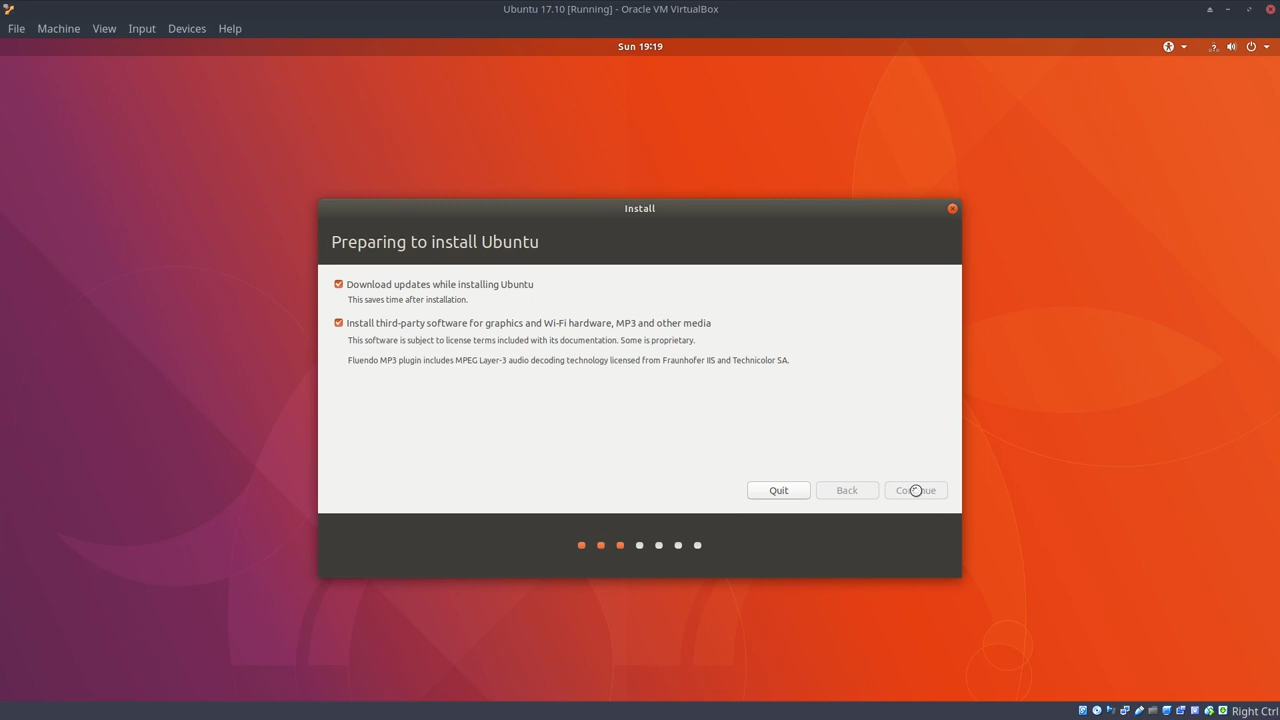 Ubuntu 17.10 [Running] - Oracle VM VirtualBox
File Machine View Input Devices Help
Sun 19:19
Install
Preparing to install Ubuntu
Download updates while installing Ubuntu
This saves time after installation.
Install third-party software for graphics and Wi-Fi hardware, MP3 and other media
This software is subject to license terms included with its documentation. Some is proprietary.
Fluendo MP3 plugin includes MPEG Layer-3 audio decoding technology licensed from Fraunhofer IIS and Technicolor SA.
Quit Back Continue
Right Ctrl